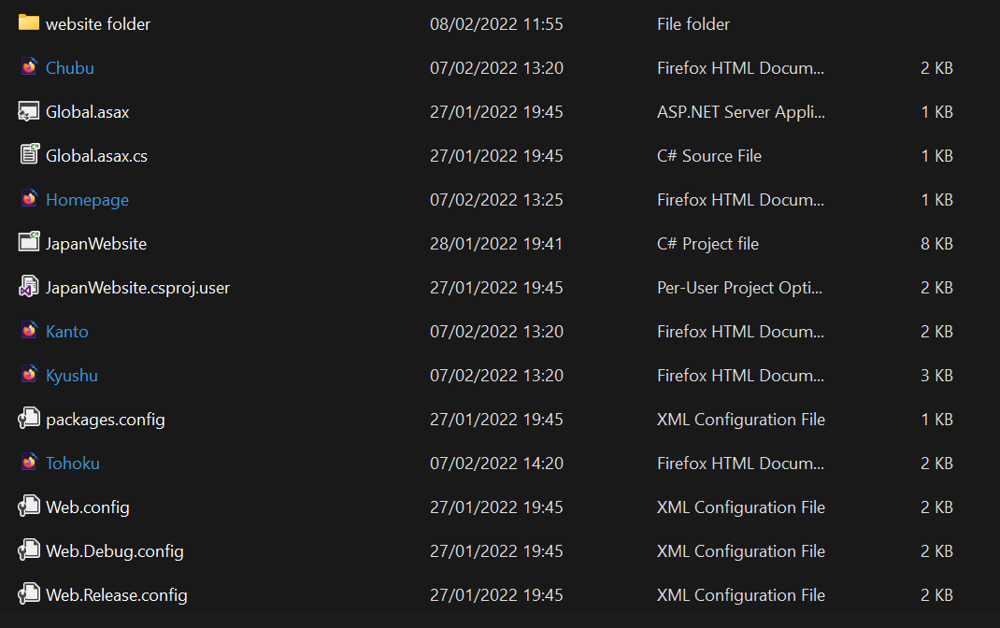 website folder 08/02/2022 11:55 File folder
Chubu 07/02/2022 13:20 Firefox HTML Docum... 2 KB
Global.asax 27/01/2022 19:45 ASP.NET Server Appli... 1 KB
Global.asax.cs 27/01/2022 19:45 C# Source File 1 KB
Homepage 07/02/2022 13:25 Firefox HTML Docum... 1 KB
JapanWebsite 28/01/2022 19:41 C# Project file 8 KB
JapanWebsite.csproj.user 27/01/2022 19:45 Per-User Project Opti... 2 KB
Kanto 07/02/2022 13:20 Firefox HTML Docum... 2 KB
Kyushu 07/02/2022 13:20 Firefox HTML Docum... 3 KB
packages.config 27/01/2022 19:45 XML Configuration File 1 KB
Tohoku 07/02/2022 14:20 Firefox HTML Docum... 2 KB
Web.config 27/01/2022 19:45 XML Configuration File 2 KB
Web.Debug.config 27/01/2022 19:45 XML Configuration File 2 KB
Web.Release.config 27/01/2022 19:45 XML Configuration File 2 KB